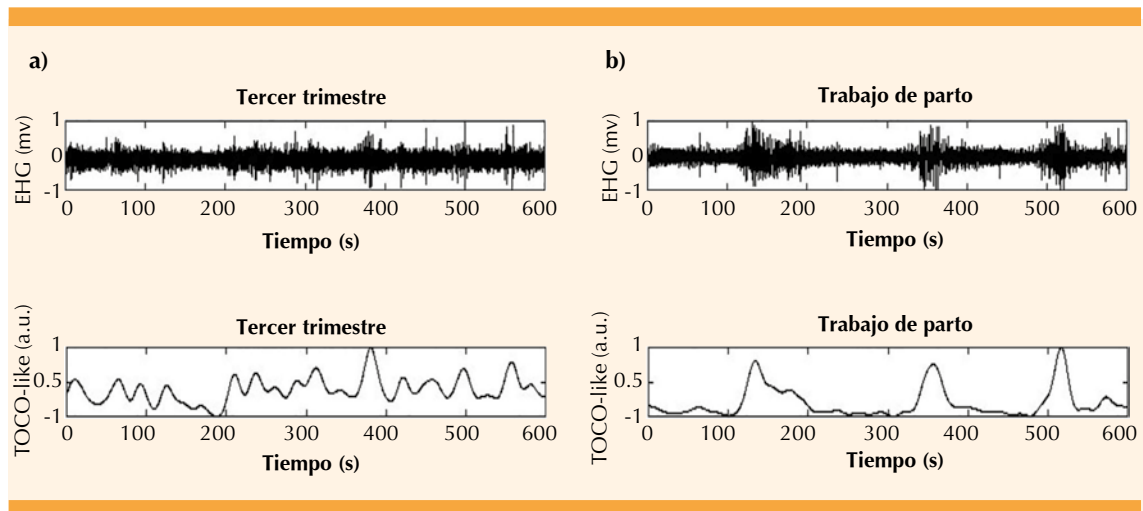 a)
Tercer trimestre
EHG (mv)
1
0
-1
0 100 200 300 400 500 600
Tiempo (s)
Tercer trimestre
TOCO-like (a.u.)
1
0.5
-1
0 100 200 300 400 500 600
Tiempo (s)
b)
Trabajo de parto
EHG (mv)
1
0
-1
0 100 200 300 400 500 600
Tiempo (s)
Trabajo de parto
TOCO-like (a.u.)
1
0.5
-1
0 100 200 300 400 500 600
Tiempo (s)